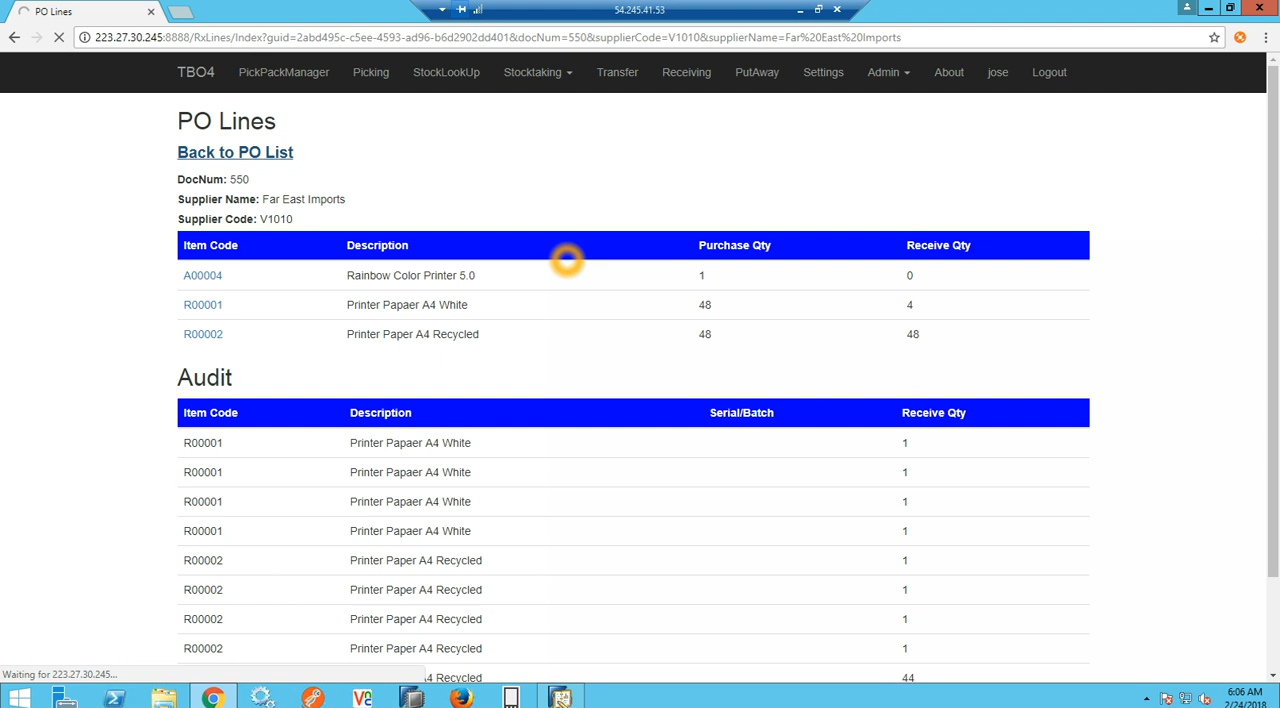 PO Lines
54.245.41.53
223.27.30.245:8888/RxLines/Index?guid=2abd495c-c5ee-4593-ad96-b6d2902dd401&docNum=550&supplierCode=V1010&supplierName=Far%20East%20Imports
TBO4 PickPackManager Picking StockLookUp Stocktaking Transfer Receiving PutAway Settings Admin About jose Logout
PO Lines
Back to PO List
DocNum: 550
Supplier Name: Far East Imports
Supplier Code: V1010
Item Code Description Purchase Qty Receive Qty
A00004 Rainbow Color Printer 5.0 1 0
R00001 Printer Papaer A4 White 48 4
R00002 Printer Paper A4 Recycled 48 48
Audit
Item Code Description Serial/Batch Receive Qty
R00001 Printer Papaer A4 White 1
R00001 Printer Papaer A4 White 1
R00001 Printer Papaer A4 White 1
R00001 Printer Papaer A4 White 1
R00002 Printer Paper A4 Recycled 1
R00002 Printer Paper A4 Recycled 1
R00002 Printer Paper A4 Recycled 1
R00002 Printer Paper A4 Recycled 1
A4 Recycled 44
Waiting for 223.27.30.245...
6:06 AM
2/24/2018